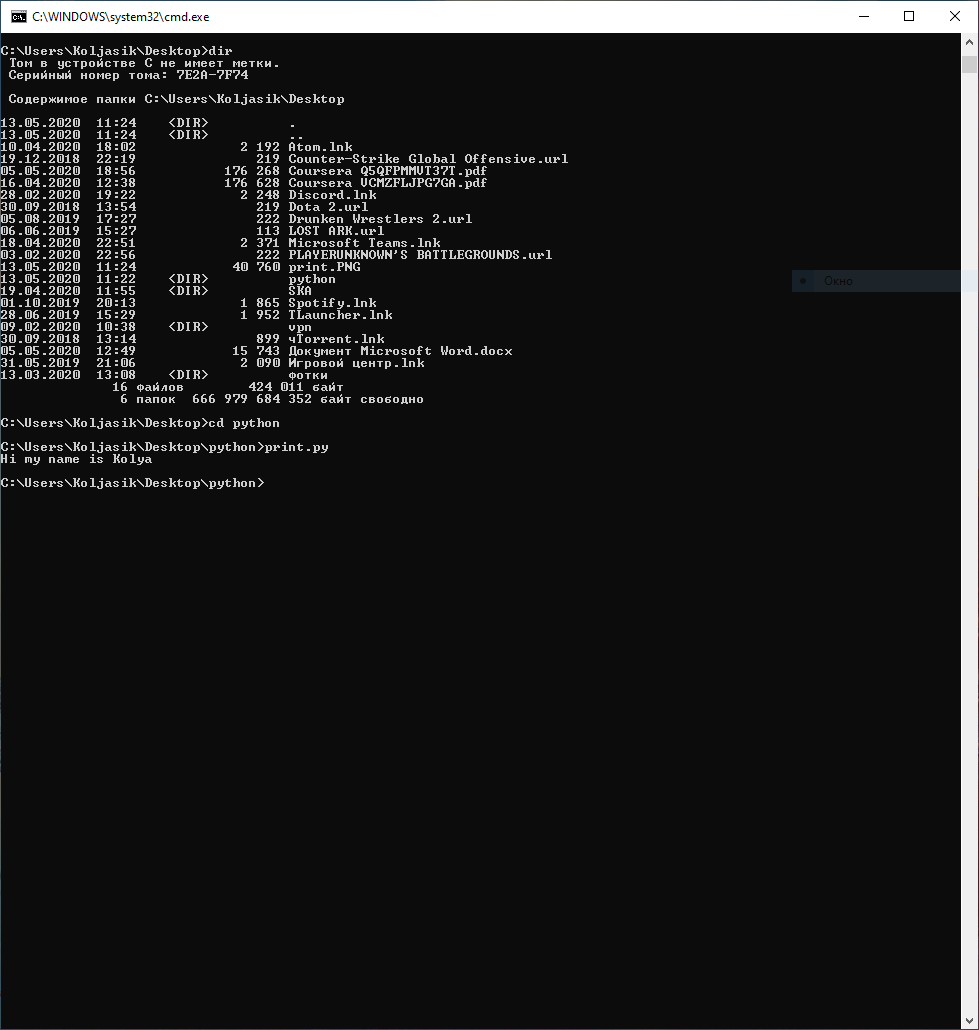 C:\WINDOWS\system32\cmd.exe
C:\Users\Koljasik\Desktop>dir
Том в устройстве C не имеет метки.
Серийный номер тома: 7E2A-7F74
Содержимое папки C:\Users\Koljasik\Desktop
13.05.2020  11:24    <DIR>          .
13.05.2020  11:24    <DIR>          ..
10.04.2020  18:02             2 192 Atom.lnk
19.12.2018  22:19               219 Counter-Strike Global Offensive.url
05.05.2020  18:56           176 268 Coursera Q5QFPMMVT37T.pdf
16.04.2020  12:38           176 628 Coursera VCMZFLJPG7GA.pdf
28.02.2020  19:22             2 248 Discord.lnk
30.09.2018  13:54               219 Dota 2.url
05.08.2019  17:27               222 Drunken Wrestlers 2.url
06.06.2019  15:27               113 LOST ARK.url
18.04.2020  22:51             2 371 Microsoft Teams.lnk
03.02.2020  22:56               222 PLAYERUNKNOWN'S BATTLEGROUNDS.url
13.05.2020  11:24            40 760 print.PNG
13.05.2020  11:22    <DIR>          python
19.04.2020  11:55    <DIR>          SKA
01.10.2019  20:13             1 865 Spotify.lnk
28.06.2019  15:29             1 952 TLauncher.lnk
09.02.2020  10:38    <DIR>          vpn
30.09.2018  13:14               899 чTorrent.lnk
05.05.2020  12:49            15 743 Документ Microsoft Word.docx
31.05.2019  21:06             2 090 Игровой центр.lnk
13.03.2020  13:08    <DIR>          фотки
16 файлов        424 011 байт
6 папок  666 979 684 352 байт свободно
C:\Users\Koljasik\Desktop>cd python
C:\Users\Koljasik\Desktop\python>print.py
Hi my name is Kolya
C:\Users\Koljasik\Desktop\python>
Окно